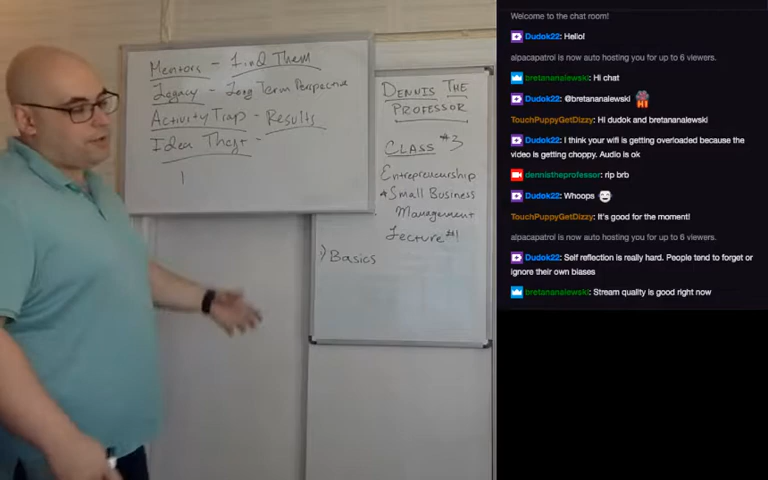 Mentors - Find Them
Legacy - Long Term Perspective
Activity Trap - Results
Idea Theft -
1
Dennis The
Professor
Class #3
Entrepreneurship
Small Business
Management
Lecture #1
1) Basics
Welcome to the chat room!
Dudok22: Hello!
alpacapatrol is now auto hosting you for up to 6 viewers.
bretananalewski: Hi chat
Dudok22: @bretananalewski HI
TouchPuppyGetDizzy: Hi dudok and bretananalewski
Dudok22: I think your wifi is getting overloaded because the
video is getting choppy. Audio is ok
dennistheprofessor: rip brb
Dudok22: Whoops
TouchPuppyGetDizzy: It's good for the moment!
alpacapatrol is now auto hosting you for up to 6 viewers.
Dudok22: Self reflection is really hard. People tend to forget or
ignore their own biases
bretananalewski: Stream quality is good right now